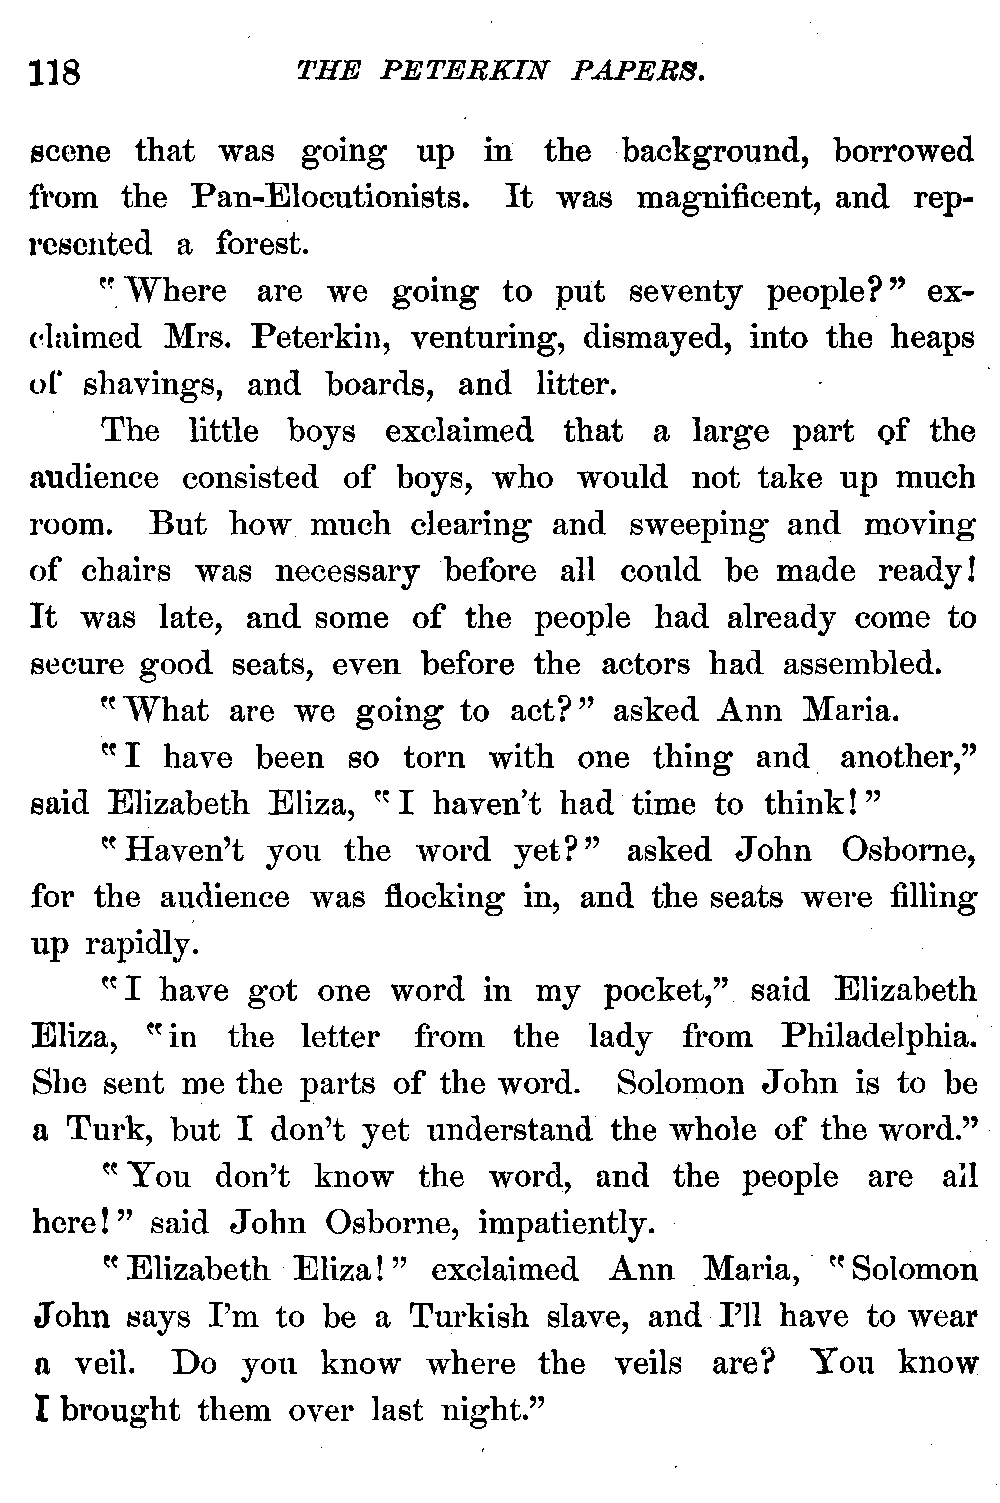 118 THE PETERKIN PAPERS.
scene that was going up in the background, borrowed
from the Pan-Elocutionists. It was magnificent, and rep-
resented a forest.
"Where are we going to put seventy people?" ex-
claimed Mrs. Peterkin, venturing, dismayed, into the heaps
of shavings, and boards, and litter.
The little boys exclaimed that a large part of the
audience consisted of boys, who would not take up much
room. But how much clearing and sweeping and moving
of chairs was necessary before all could be made ready!
It was late, and some of the people had already come to
secure good seats, even before the actors had assembled.
"What are we going to act?" asked Ann Maria.
"I have been so torn with one thing and another,"
said Elizabeth Eliza, "I haven't had time to think!"
"Haven't you the word yet?" asked John Osborne,
for the audience was flocking in, and the seats were filling
up rapidly.
"I have got one word in my pocket," said Elizabeth
Eliza, "in the letter from the lady from Philadelphia.
She sent me the parts of the word. Solomon John is to be
a Turk, but I don't yet understand the whole of the word."
"You don't know the word, and the people are all
here!" said John Osborne, impatiently.
"Elizabeth Eliza!" exclaimed Ann Maria, "Solomon
John says I'm to be a Turkish slave, and I'll have to wear
a veil. Do you know where the veils are? You know
I brought them over last night."